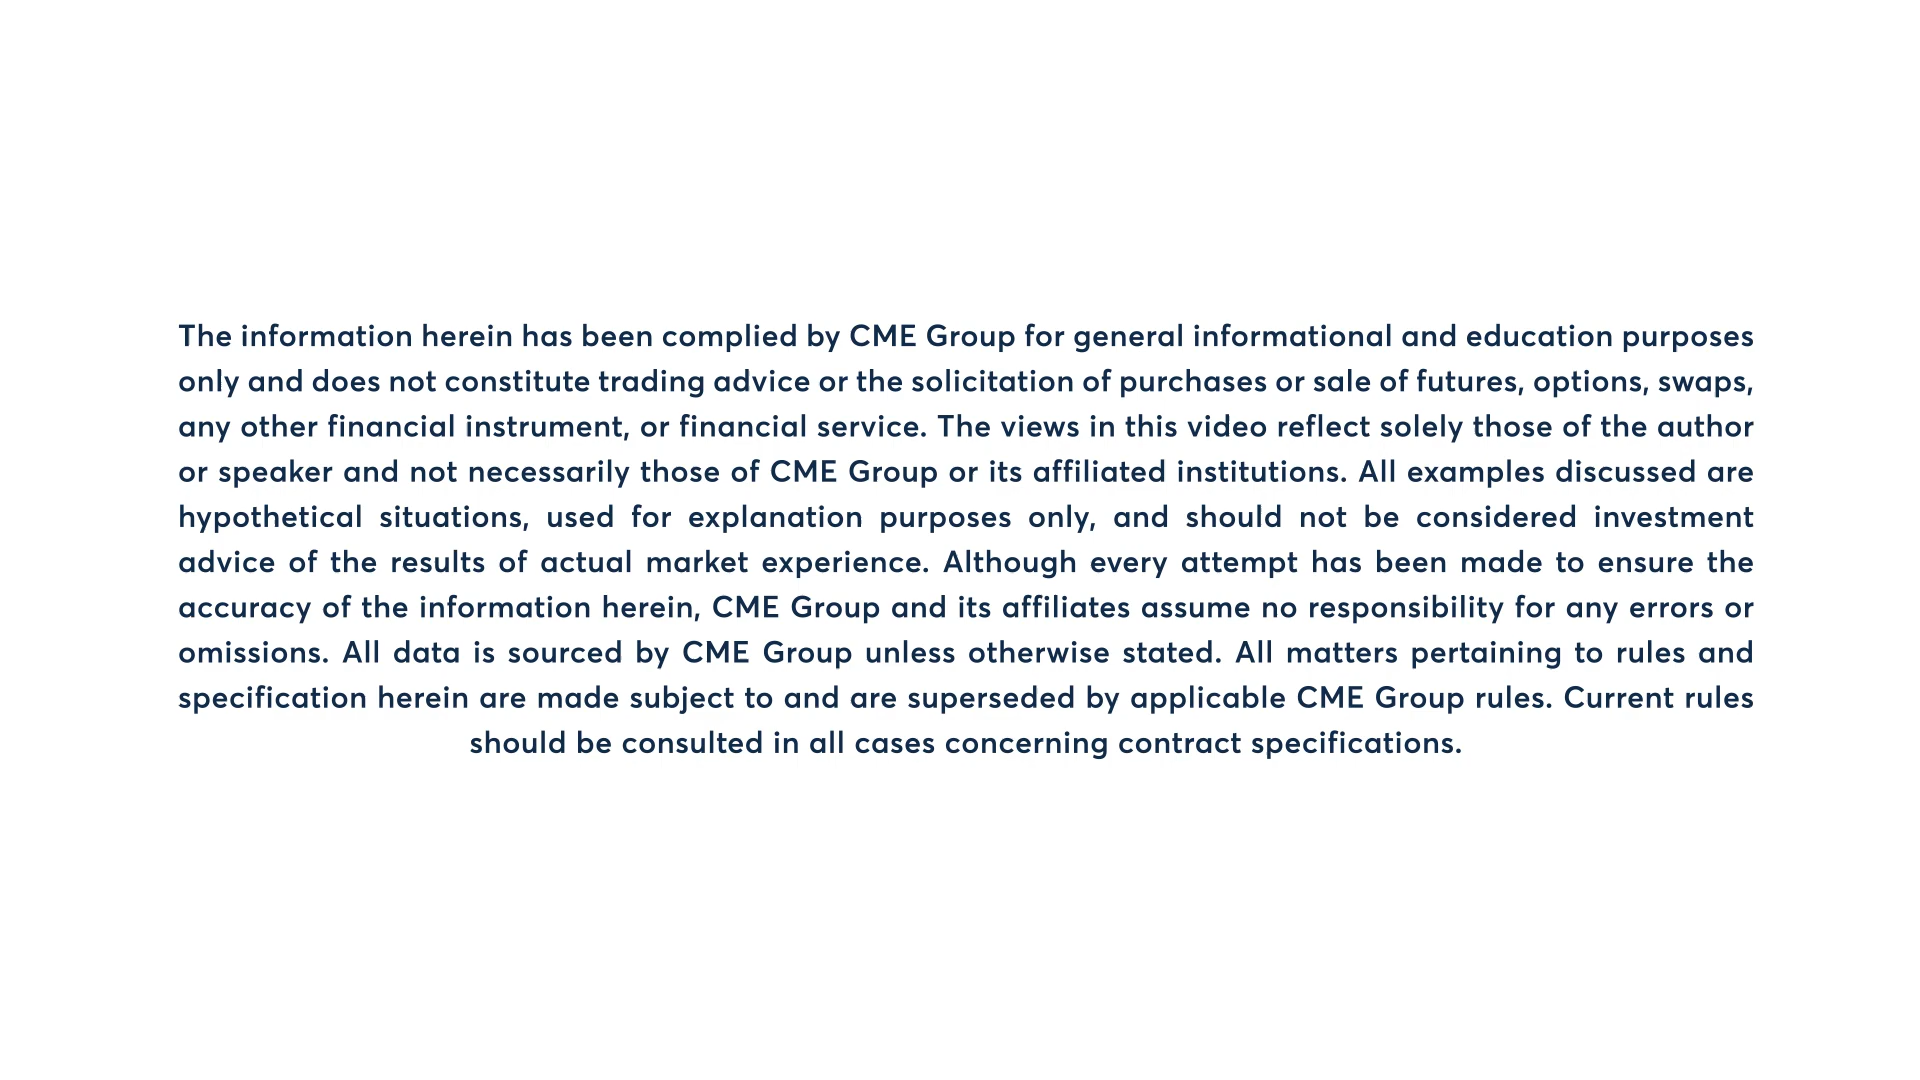 The information herein has been complied by CME Group for general informational and education purposes
only and does not constitute trading advice or the solicitation of purchases or sale of futures, options, swaps,
any other financial instrument, or financial service. The views in this video reflect solely those of the author
or speaker and not necessarily those of CME Group or its affiliated institutions. All examples discussed are
hypothetical situations, used for explanation purposes only, and should not be considered investment
advice of the results of actual market experience. Although every attempt has been made to ensure the
accuracy of the information herein, CME Group and its affiliates assume no responsibility for any errors or
omissions. All data is sourced by CME Group unless otherwise stated. All matters pertaining to rules and
specification herein are made subject to and are superseded by applicable CME Group rules. Current rules
should be consulted in all cases concerning contract specifications.